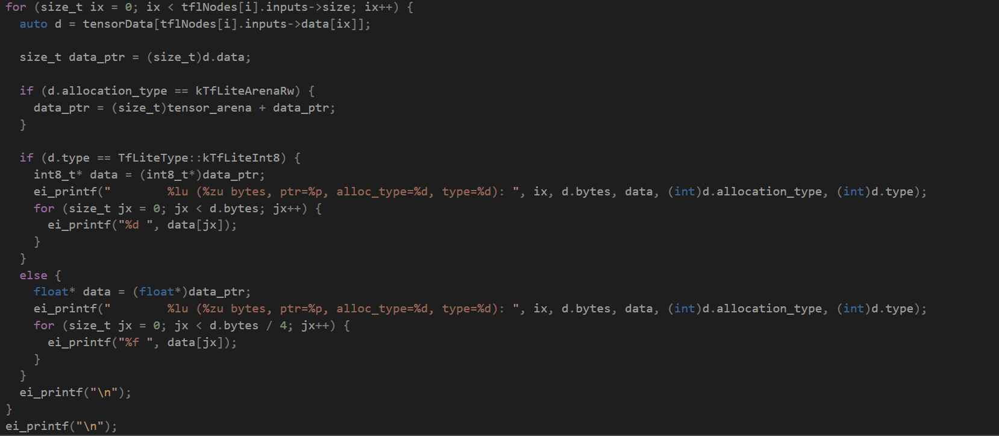 for (size_t ix = 0; ix < tflNodes[i].inputs->size; ix++) {
  auto d = tensorData[tflNodes[i].inputs->data[ix]];

  size_t data_ptr = (size_t)d.data;

  if (d.allocation_type == kTfLiteArenaRw) {
    data_ptr = (size_t)tensor_arena + data_ptr;
  }

  if (d.type == TfLiteType::kTfLiteInt8) {
    int8_t* data = (int8_t*)data_ptr;
    ei_printf("        %lu (%zu bytes, ptr=%p, alloc_type=%d, type=%d): ", ix, d.bytes, data, (int)d.allocation_type, (int)d.type);
    for (size_t jx = 0; jx < d.bytes; jx++) {
      ei_printf("%d ", data[jx]);
    }
  }
  else {
    float* data = (float*)data_ptr;
    ei_printf("        %lu (%zu bytes, ptr=%p, alloc_type=%d, type=%d): ", ix, d.bytes, data, (int)d.allocation_type, (int)d.type);
    for (size_t jx = 0; jx < d.bytes / 4; jx++) {
      ei_printf("%f ", data[jx]);
    }
  }
  ei_printf("\n");
}
ei_printf("\n");